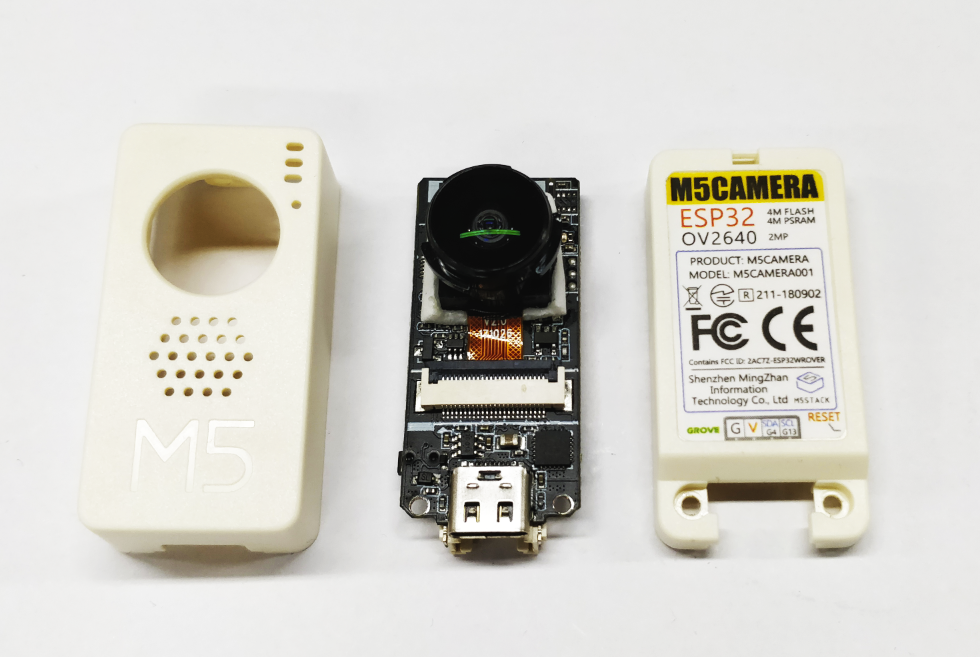 M5
V2.0
M5CAMERA
ESP32
4M FLASH
4M PSRAM
OV2640
2MP
PRODUCT: M5CAMERA
MODEL: M5CAMERA001
R 211-180902
FC CE
Contains FCC ID: 2AC7Z-ESP32WROVER
Shenzhen MingZhan
Information
Technology Co., Ltd
M5STACK
RESET
GROVE
G
V
SDA
G4
SCL
G13